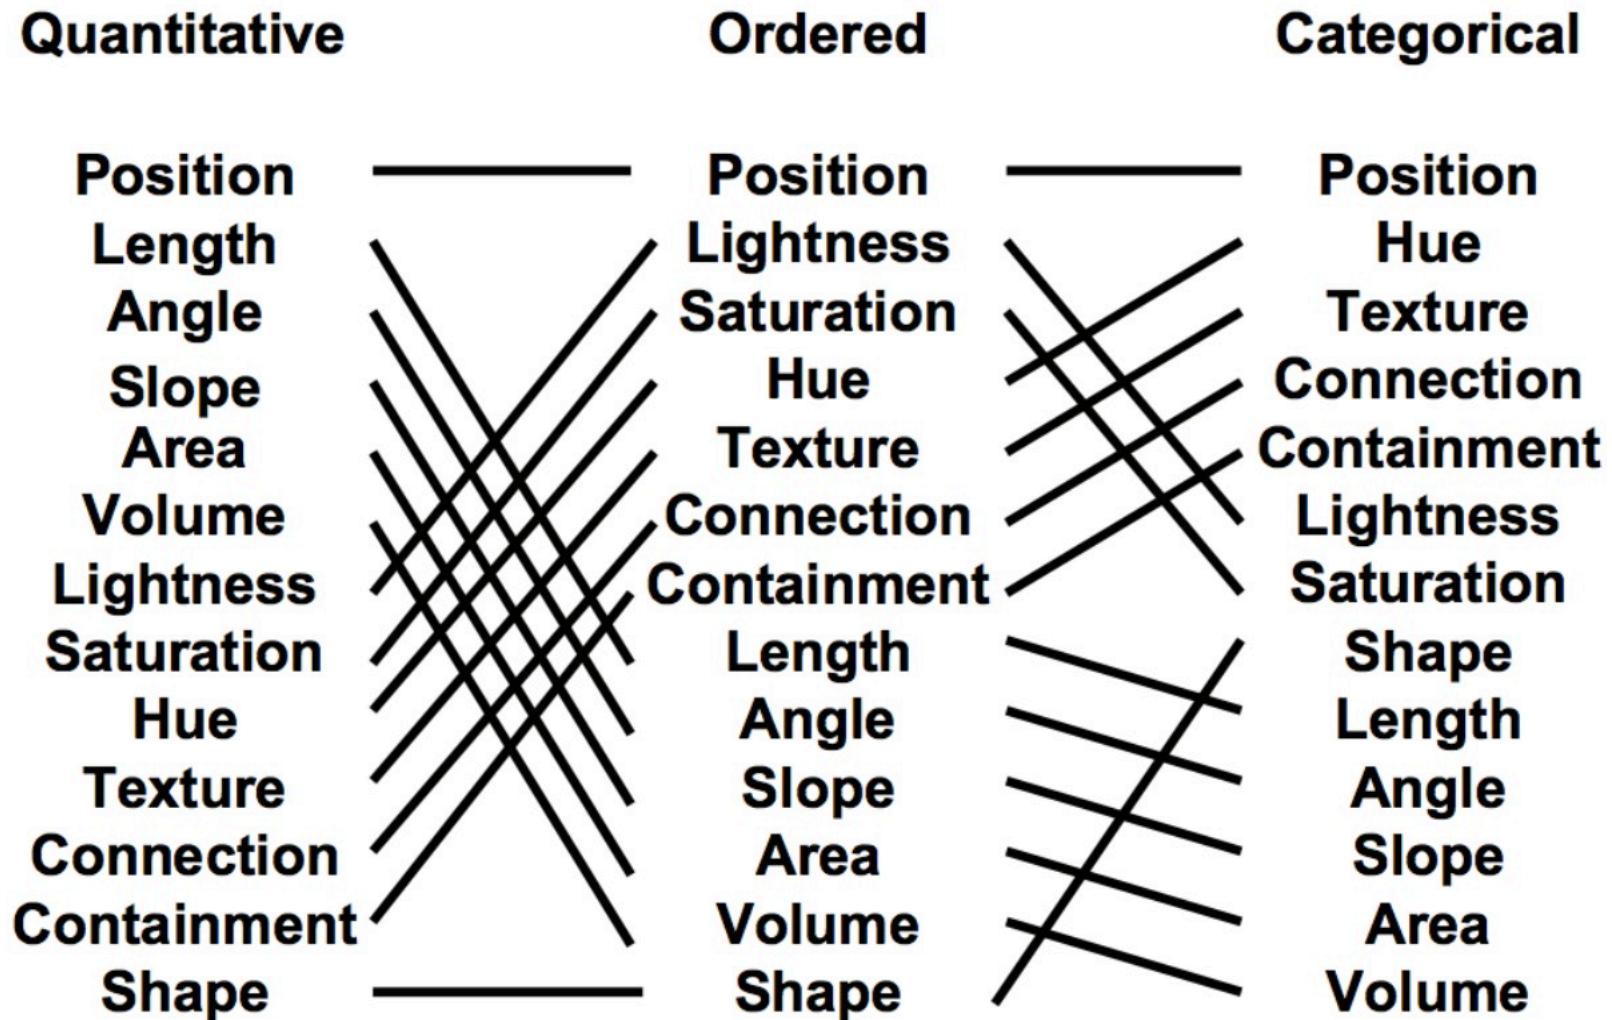 Quantitative Ordered Categorical
Position Position Position
Length Lightness Hue
Angle Saturation Texture
Slope Hue Connection
Area Texture Containment
Volume Connection Lightness
Lightness Containment Saturation
Saturation Length Shape
Hue Angle Length
Texture Slope Angle
Connection Area Slope
Containment Volume Area
Shape Shape Volume